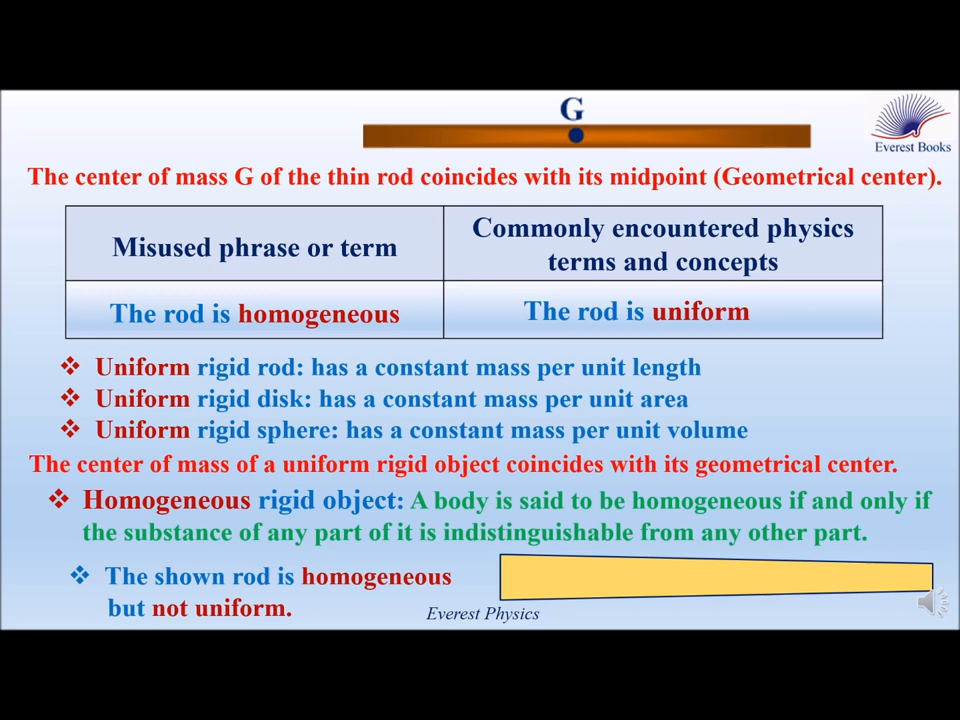 G
Everest Books
The center of mass G of the thin rod coincides with its midpoint (Geometrical center).
Misused phrase or term
Commonly encountered physics
terms and concepts
The rod is homogeneous
The rod is uniform
❖ Uniform rigid rod: has a constant mass per unit length
❖ Uniform rigid disk: has a constant mass per unit area
❖ Uniform rigid sphere: has a constant mass per unit volume
The center of mass of a uniform rigid object coincides with its geometrical center.
❖ Homogeneous rigid object: A body is said to be homogeneous if and only if
the substance of any part of it is indistinguishable from any other part.
❖ The shown rod is homogeneous
but not uniform.
Everest Physics